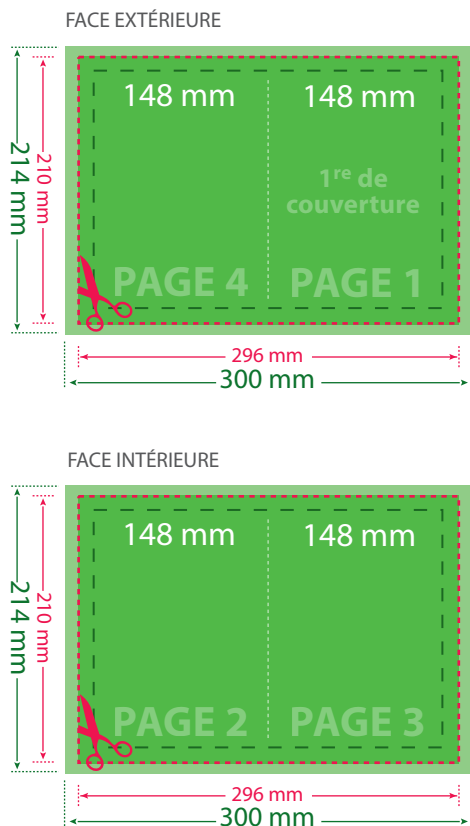 FACE EXTÉRIEURE
148 mm
148 mm
214 mm
210 mm
1re de
couverture
PAGE 4
PAGE 1
296 mm
300 mm
FACE INTÉRIEURE
148 mm
148 mm
214 mm
210 mm
PAGE 2
PAGE 3
296 mm
300 mm